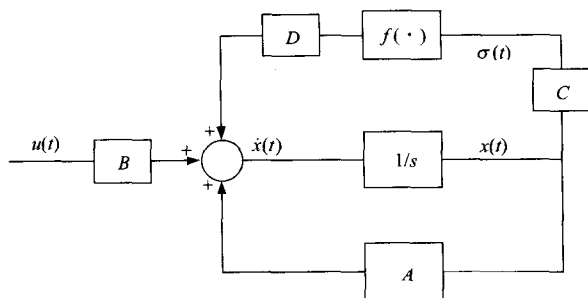 D
f(·)
σ(t)
C
+
u(t)
B
+
ẋ(t)
1/s
x(t)
+
A